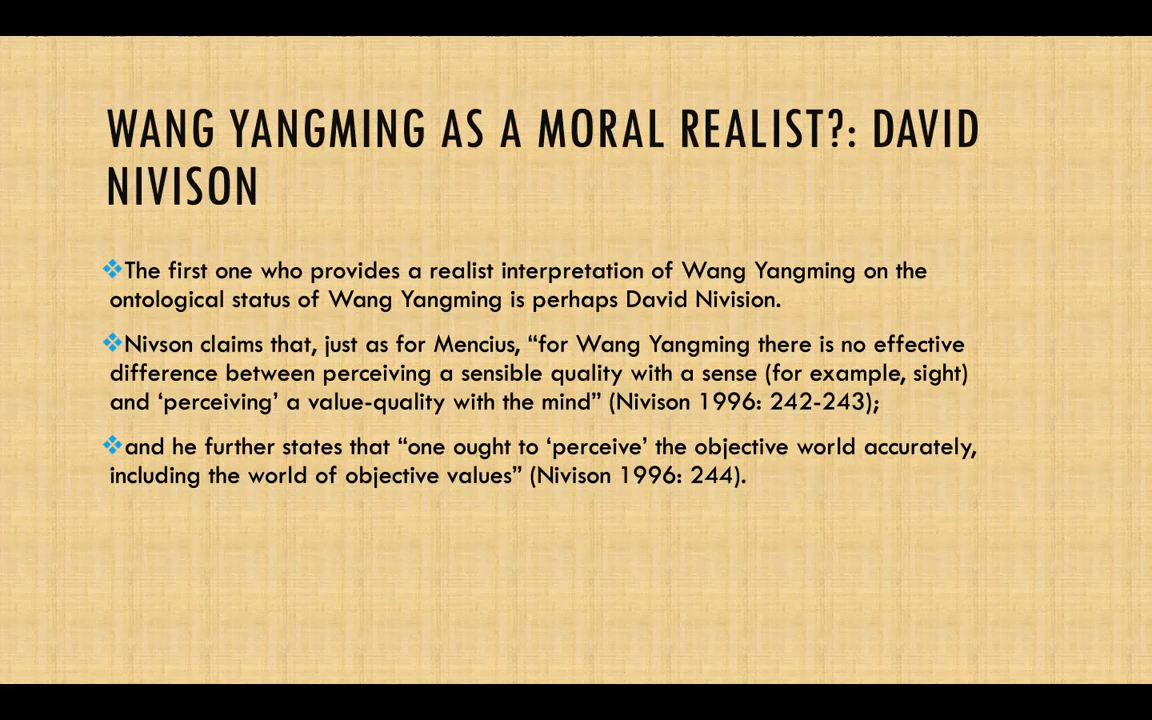 WANG YANGMING AS A MORAL REALIST?: DAVID
NIVISON
❖The first one who provides a realist interpretation of Wang Yangming on the
ontological status of Wang Yangming is perhaps David Nivision.
❖Nivson claims that, just as for Mencius, “for Wang Yangming there is no effective
difference between perceiving a sensible quality with a sense (for example, sight)
and ‘perceiving’ a value-quality with the mind” (Nivison 1996: 242-243);
❖and he further states that “one ought to ‘perceive’ the objective world accurately,
including the world of objective values” (Nivison 1996: 244).